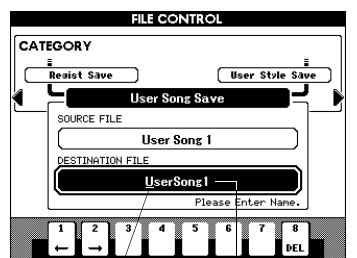 FILE CONTROL
CATEGORY
Regist Save
User Style Save
User Song Save
SOURCE FILE
User Song 1
DESTINATION FILE
UserSong1
Please Enter Name.
1 2 3 4 5 6 7 8
← → DEL